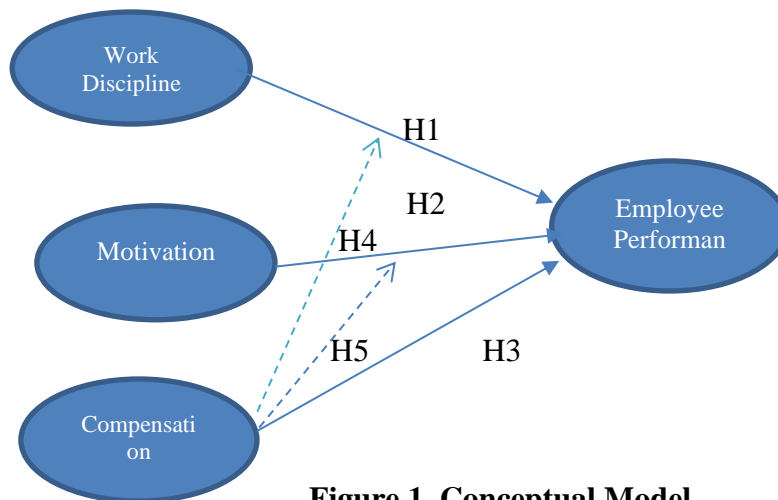 Work
Discipline
H1
H2
Employee
Performan
Motivation
H4
H5
H3
Compensati
on
Figure 1. Conceptual Model